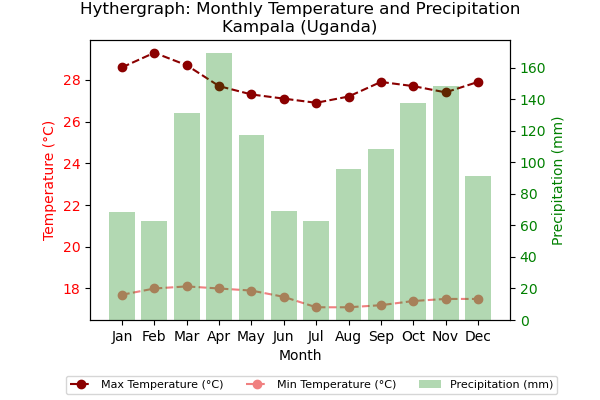 Hythergraph: Monthly Temperature and Precipitation
Kampala (Uganda)
Temperature (°C)
28
26
24
22
20
18
Precipitation (mm)
160
140
120
100
80
60
40
20
0
Jan Feb Mar Apr May Jun Jul Aug Sep Oct Nov Dec
Month
Max Temperature (°C) Min Temperature (°C) Precipitation (mm)